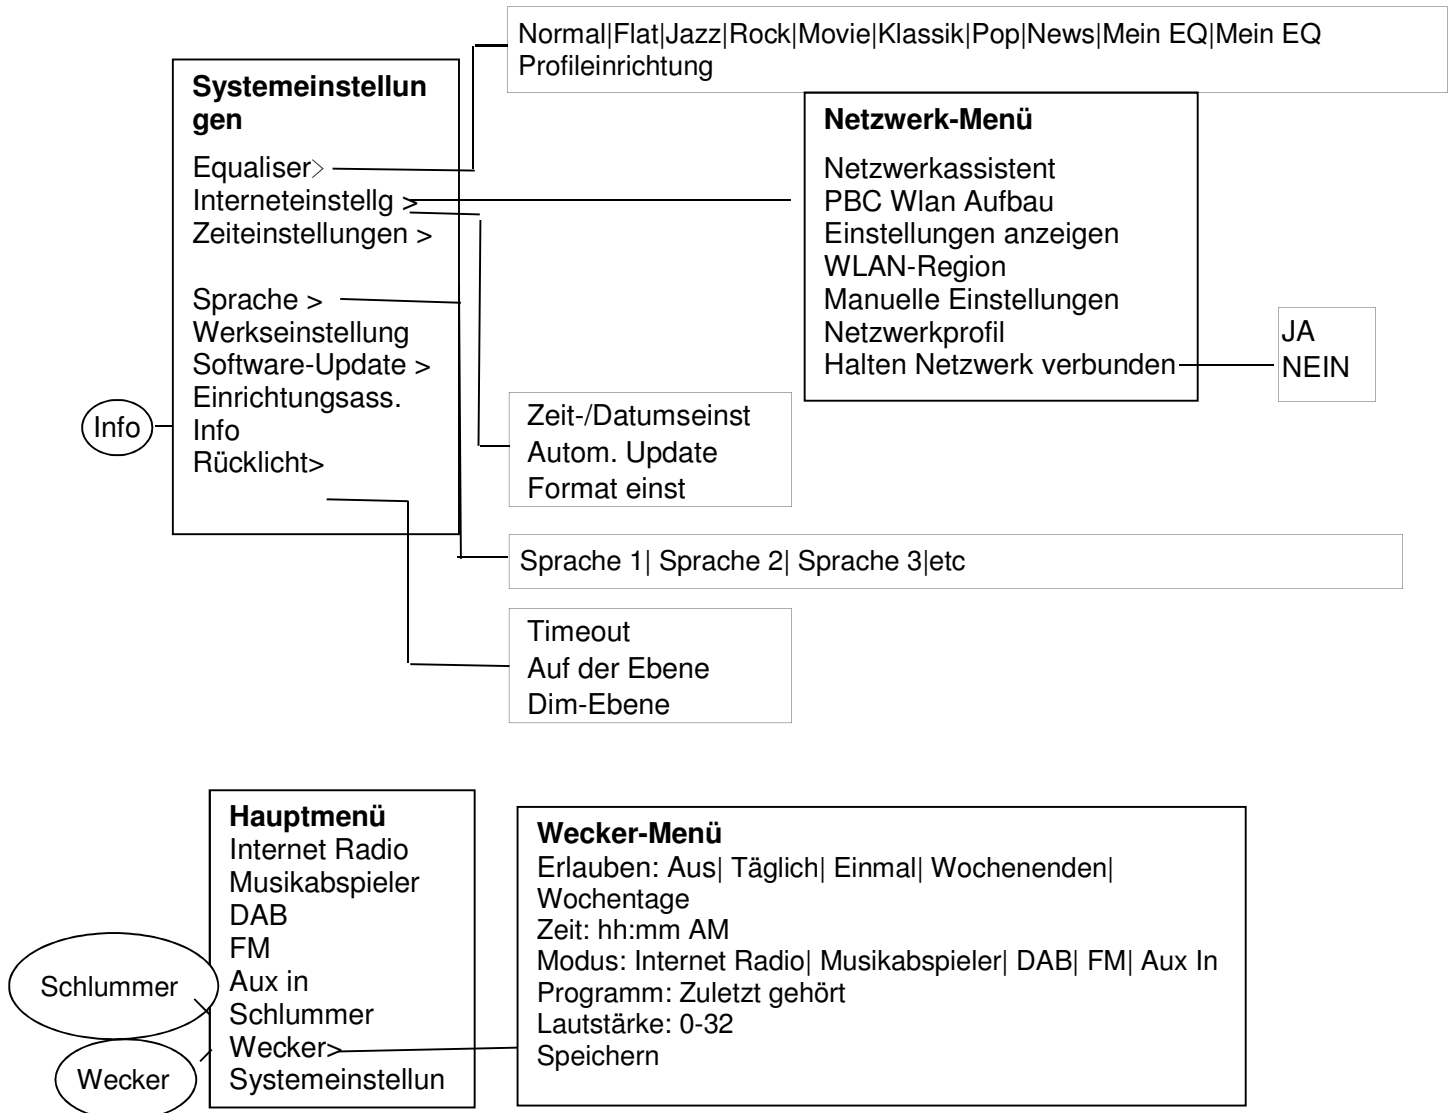 Normal|Flat|Jazz|Rock|Movie|Klassik|Pop|News|Mein EQ|Mein EQ
Profileinrichtung
Systemeinstellun
gen
Equaliser>
Interneteinstellg >
Zeiteinstellungen >
Sprache >
Werkseinstellung
Software-Update >
Einrichtungsass.
Info
Rücklicht>
Info
Netzwerk-Menü
Netzwerkassistent
PBC Wlan Aufbau
Einstellungen anzeigen
WLAN-Region
Manuelle Einstellungen
Netzwerkprofil
Halten Netzwerk verbunden
JA
NEIN
Zeit-/Datumseinst
Autom. Update
Format einst
Sprache 1| Sprache 2| Sprache 3|etc
Timeout
Auf der Ebene
Dim-Ebene
Hauptmenü
Internet Radio
Musikabspieler
DAB
FM
Aux in
Schlummer
Wecker>
Systemeinstellun
Schlummer
Wecker
Wecker-Menü
Erlauben: Aus| Täglich| Einmal| Wochenenden|
Wochentage
Zeit: hh:mm AM
Modus: Internet Radio| Musikabspieler| DAB| FM| Aux In
Programm: Zuletzt gehört
Lautstärke: 0-32
Speichern